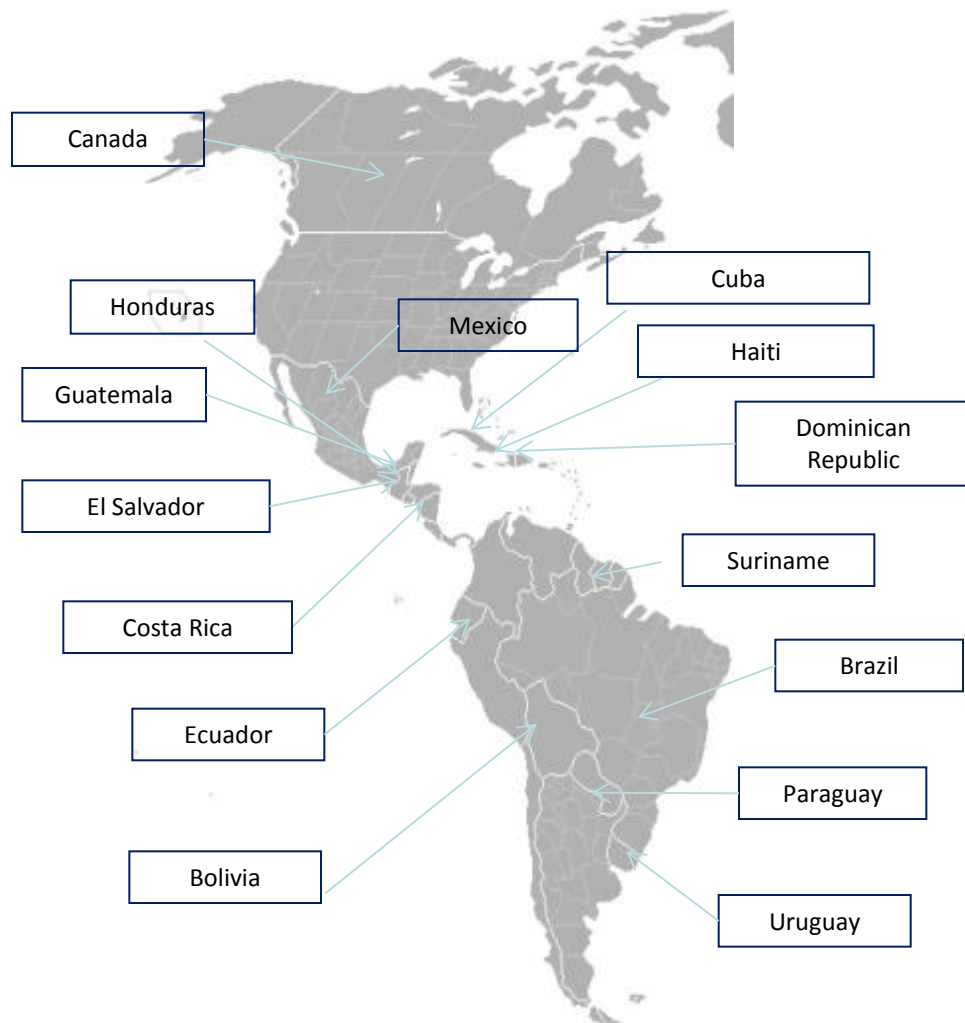 Canada
Cuba
Honduras
Mexico
Haiti
Guatemala
Dominican
Republic
El Salvador
Suriname
Costa Rica
Brazil
Ecuador
Paraguay
Bolivia
Uruguay